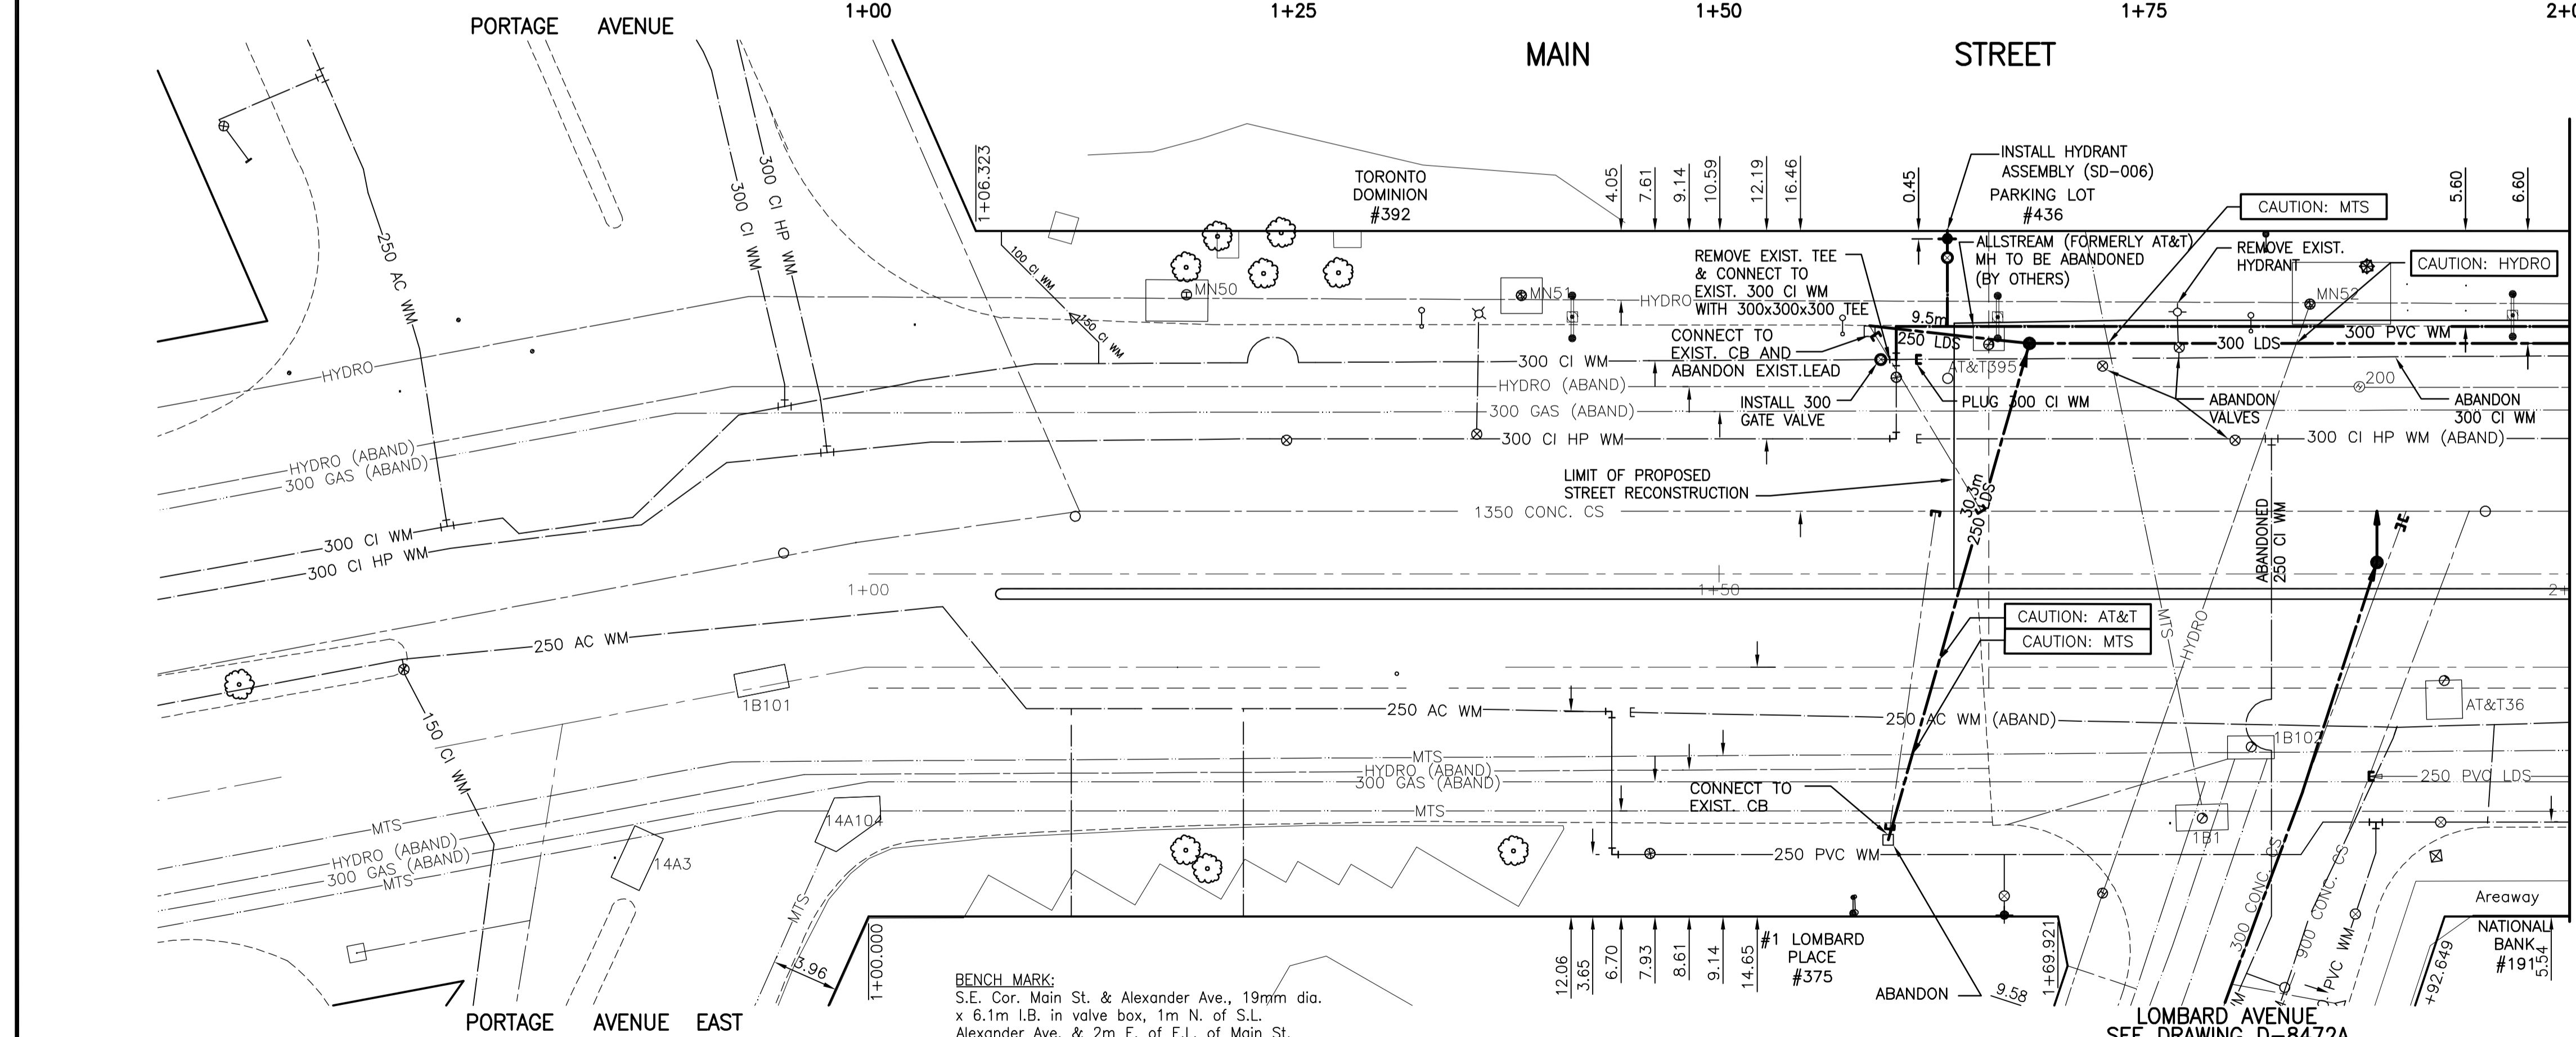 1+00
1+25
1+50
1+75
PORTAGE AVENUE
MAIN STREET
250 AC WM
300 CI WM
300 CI HP WM
1+06.323
100 CI WM
150 CI WM
TORONTO
DOMINION
#392
MN50
MN51
4.05
7.61
9.14
10.59
12.19
16.46
0.45
INSTALL HYDRANT
ASSEMBLY (SD-006)
PARKING LOT
#436
CAUTION: MTS
5.60
6.60
REMOVE EXIST. TEE
& CONNECT TO
EXIST. 300 CI WM
WITH 300x300x300 TEE
ALLSTREAM (FORMERLY AT&T)
MH TO BE ABANDONED
(BY OTHERS)
REMOVE EXIST.
HYDRANT
CAUTION: HYDRO
MN52
HYDRO
9.5m
250 LDS
300 PVC WM
300 LDS
CONNECT TO
EXIST. CB AND
ABANDON EXIST.LEAD
300 CI WM
AT&T395
HYDRO
HYDRO (ABAND)
200
300 GAS (ABAND)
INSTALL 300
GATE VALVE
PLUG 300 CI WM
ABANDON
VALVES
ABANDON
300 CI WM
300 CI HP WM
300 CI HP WM (ABAND)
HYDRO (ABAND)
300 GAS (ABAND)
LIMIT OF PROPOSED
STREET RECONSTRUCTION
30.3m
250 LDS
1350 CONC. CS
ABANDONED
250 CI WM
300 CI WM
300 CI HP WM
1+00
1+50
CAUTION: AT&T
CAUTION: MTS
MTS
HYDRO
250 AC WM
1B101
150 CI WM
250 AC WM
250 AC WM (ABAND)
AT&T36
1B102
MTS
HYDRO (ABAND)
300 GAS (ABAND)
250 PVC LDS
CONNECT TO
EXIST. CB
MTS
14A104
MTS
HYDRO (ABAND)
300 GAS (ABAND)
MTS
14A3
1B1
250 PVC WM
300 CONC. CS
900 CONC. CS
PVC WM
Areaway
MTS
3.96
1+00.000
12.06
3.65
6.70
7.93
8.61
9.14
14.65
#1 LOMBARD
PLACE
#375
ABANDON
9.58
1+69.921
+92.649
NATIONAL
BANK
#191
5.54
PORTAGE AVENUE EAST
BENCH MARK:
S.E. Cor. Main St. & Alexander Ave., 19mm dia.
x 6.1m I.B. in valve box, 1m N. of S.L.
Alexander Ave. & 2m E. of E.L. of Main St.
LOMBARD AVENUE
SEE DRAWING D-8472A